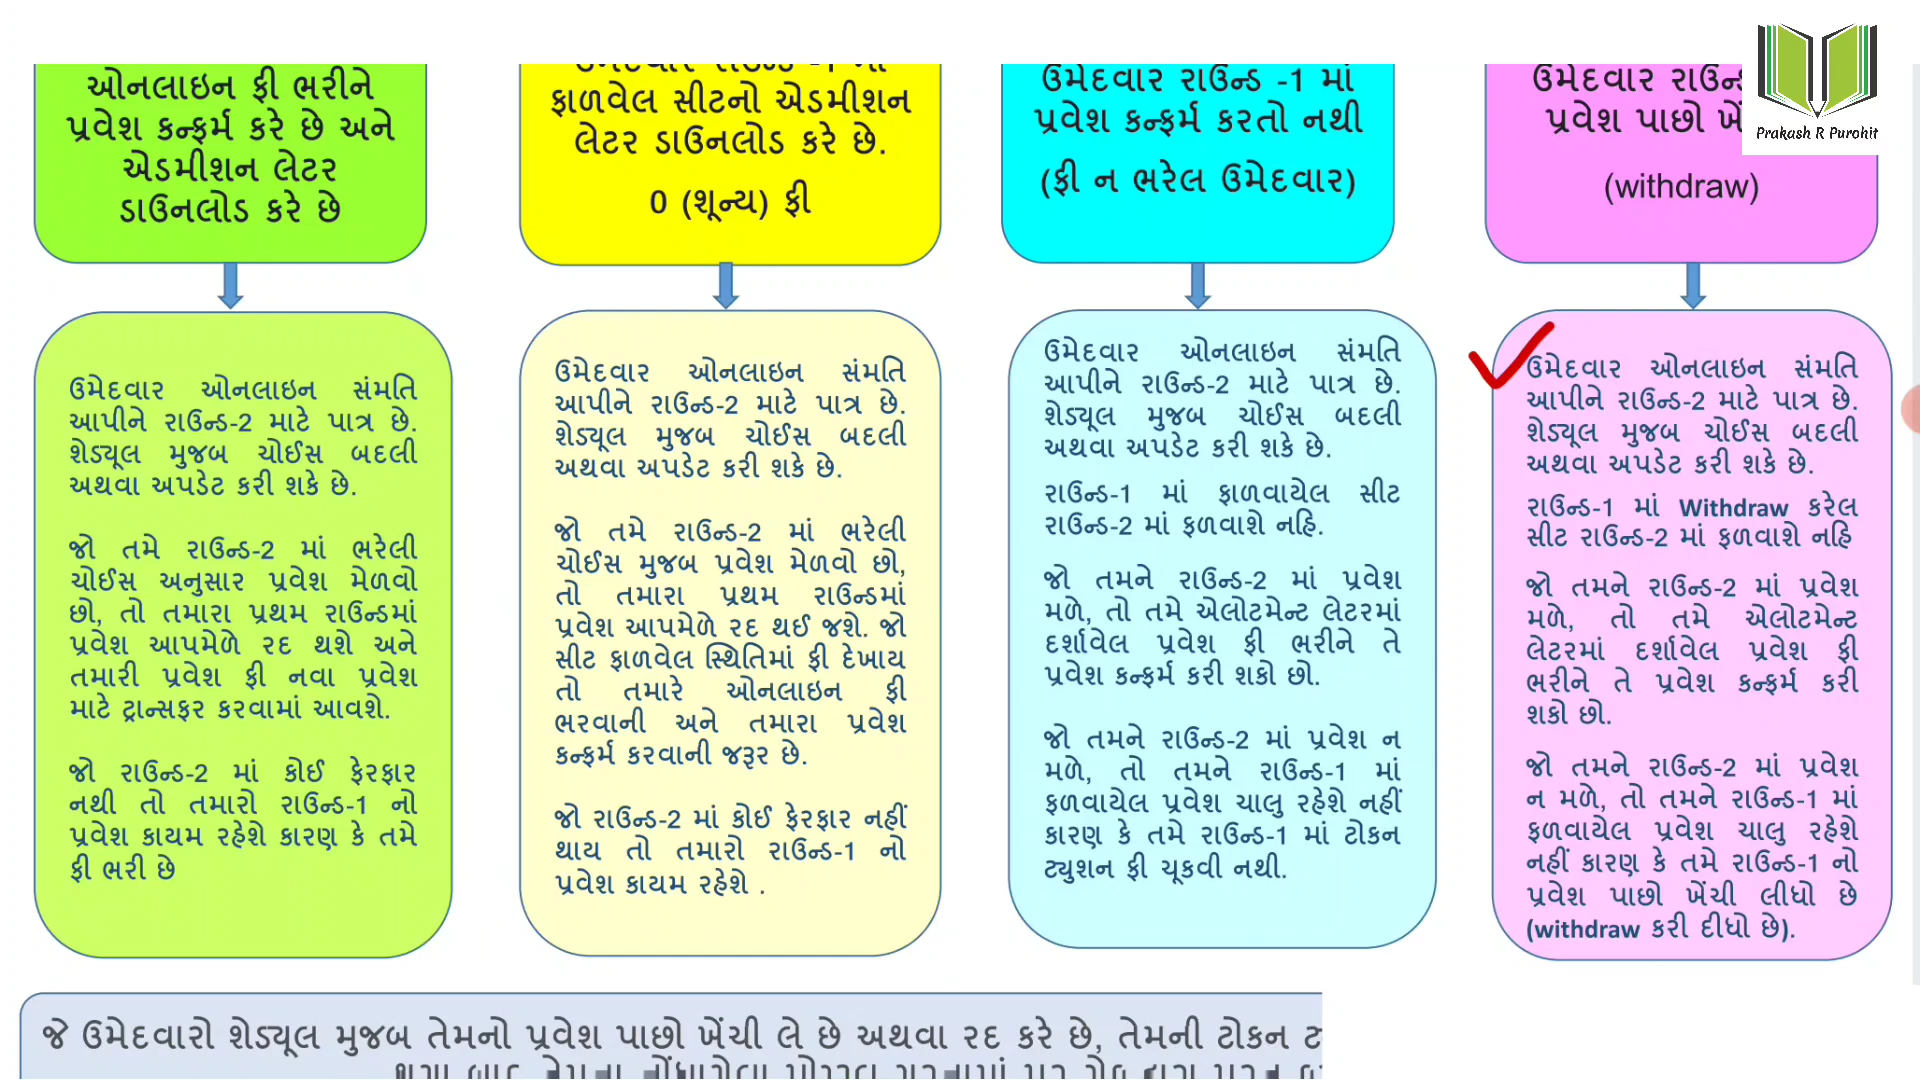 ઓનલાઇન ફી ભરીને
પ્રવેશ કન્ફર્મ કરે છે અને
એડમીશન લેટર
ડાઉનલોડ કરે છે
ફાળવેલ સીટનો એડમીશન
લેટર ડાઉનલોડ કરે છે.
0 (શૂન્ય) ફી
ઉમેદવાર રાઉન્ડ -1 માં
પ્રવેશ કન્ફર્મ કરતો નથી
(ફી ન ભરેલ ઉમેદવાર)
ઉમેદવાર
પ્રવેશ પાછો
(withdraw)
Prakash R Purohit
ઉમેદવાર ઓનલાઇન સંમતિ
આપીને રાઉન્ડ-2 માટે પાત્ર છે.
શેડ્યૂલ મુજબ ચોઈસ બદલી
અથવા અપડેટ કરી શકે છે.
જો તમે રાઉન્ડ-2 માં ભરેલી
ચોઈસ અનુસાર પ્રવેશ મેળવો
છો, તો તમારા પ્રથમ રાઉન્ડમાં
પ્રવેશ આપમેળે રદ થશે અને
તમારી પ્રવેશ ફી નવા પ્રવેશ
માટે ટ્રાન્સફર કરવામાં આવશે.
જો રાઉન્ડ-2 માં કોઈ ફેરફાર
નથી તો તમારો રાઉન્ડ-1 નો
પ્રવેશ કાયમ રહેશે કારણ કે તમે
ફી ભરી છે
ઉમેદવાર ઓનલાઇન સંમતિ
આપીને રાઉન્ડ-2 માટે પાત્ર છે.
શેડ્યૂલ મુજબ ચોઈસ બદલી
અથવા અપડેટ કરી શકે છે.
જો તમે રાઉન્ડ-2 માં ભરેલી
ચોઈસ મુજબ પ્રવેશ મેળવો છો,
તો તમારા પ્રથમ રાઉન્ડમાં
પ્રવેશ આપમેળે રદ થઈ જશે. જો
સીટ ફાળવેલ સ્થિતિમાં ફી દેખાય
તો તમારે ઓનલાઇન ફી
ભરવાની અને તમારા પ્રવેશ
કન્ફર્મ કરવાની જરૂર છે.
જો રાઉન્ડ-2 માં કોઈ ફેરફાર નહીં
થાય તો તમારો રાઉન્ડ-1 નો
પ્રવેશ કાયમ રહેશે .
ઉમેદવાર ઓનલાઇન સંમતિ
આપીને રાઉન્ડ-2 માટે પાત્ર છે.
શેડ્યૂલ મુજબ ચોઈસ બદલી
અથવા અપડેટ કરી શકે છે.
રાઉન્ડ-1 માં ફાળવાયેલ સીટ
રાઉન્ડ-2 માં ફળવાશે નહિ.
જો તમને રાઉન્ડ-2 માં પ્રવેશ
મળે, તો તમે એલોટમેન્ટ લેટરમાં
દર્શાવેલ પ્રવેશ ફી ભરીને તે
પ્રવેશ કન્ફર્મ કરી શકો છો.
જો તમને રાઉન્ડ-2 માં પ્રવેશ ન
મળે, તો તમને રાઉન્ડ-1 માં
ફળવાયેલ પ્રવેશ ચાલુ રહેશે નહીં
કારણ કે તમે રાઉન્ડ-1 માં ટોકન
ટ્યુશન ફી ચૂકવી નથી.
ઉમેદવાર ઓનલાઇન સંમતિ
આપીને રાઉન્ડ-2 માટે પાત્ર છે.
શેડ્યૂલ મુજબ ચોઈસ બદલી
અથવા અપડેટ કરી શકે છે.
રાઉન્ડ-1 માં Withdraw કરેલ
સીટ રાઉન્ડ-2 માં ફળવાશે નહિ
જો તમને રાઉન્ડ-2 માં પ્રવેશ
મળે, તો તમે એલોટમેન્ટ
લેટરમાં દર્શાવેલ પ્રવેશ ફી
ભરીને તે પ્રવેશ કન્ફર્મ કરી
શકો છો.
જો તમને રાઉન્ડ-2 માં પ્રવેશ
ન મળે, તો તમને રાઉન્ડ-1 માં
ફળવાયેલ પ્રવેશ ચાલુ રહેશે
નહીં કારણ કે તમે રાઉન્ડ-1 નો
પ્રવેશ પાછો ખેંચી લીધો છે
(withdraw કરી દીધો છે).
જે ઉમેદવારો શેડ્યૂલ મુજબ તેમનો પ્રવેશ પાછો ખેંચી લે છે અથવા રદ કરે છે, તેમની ટોકન